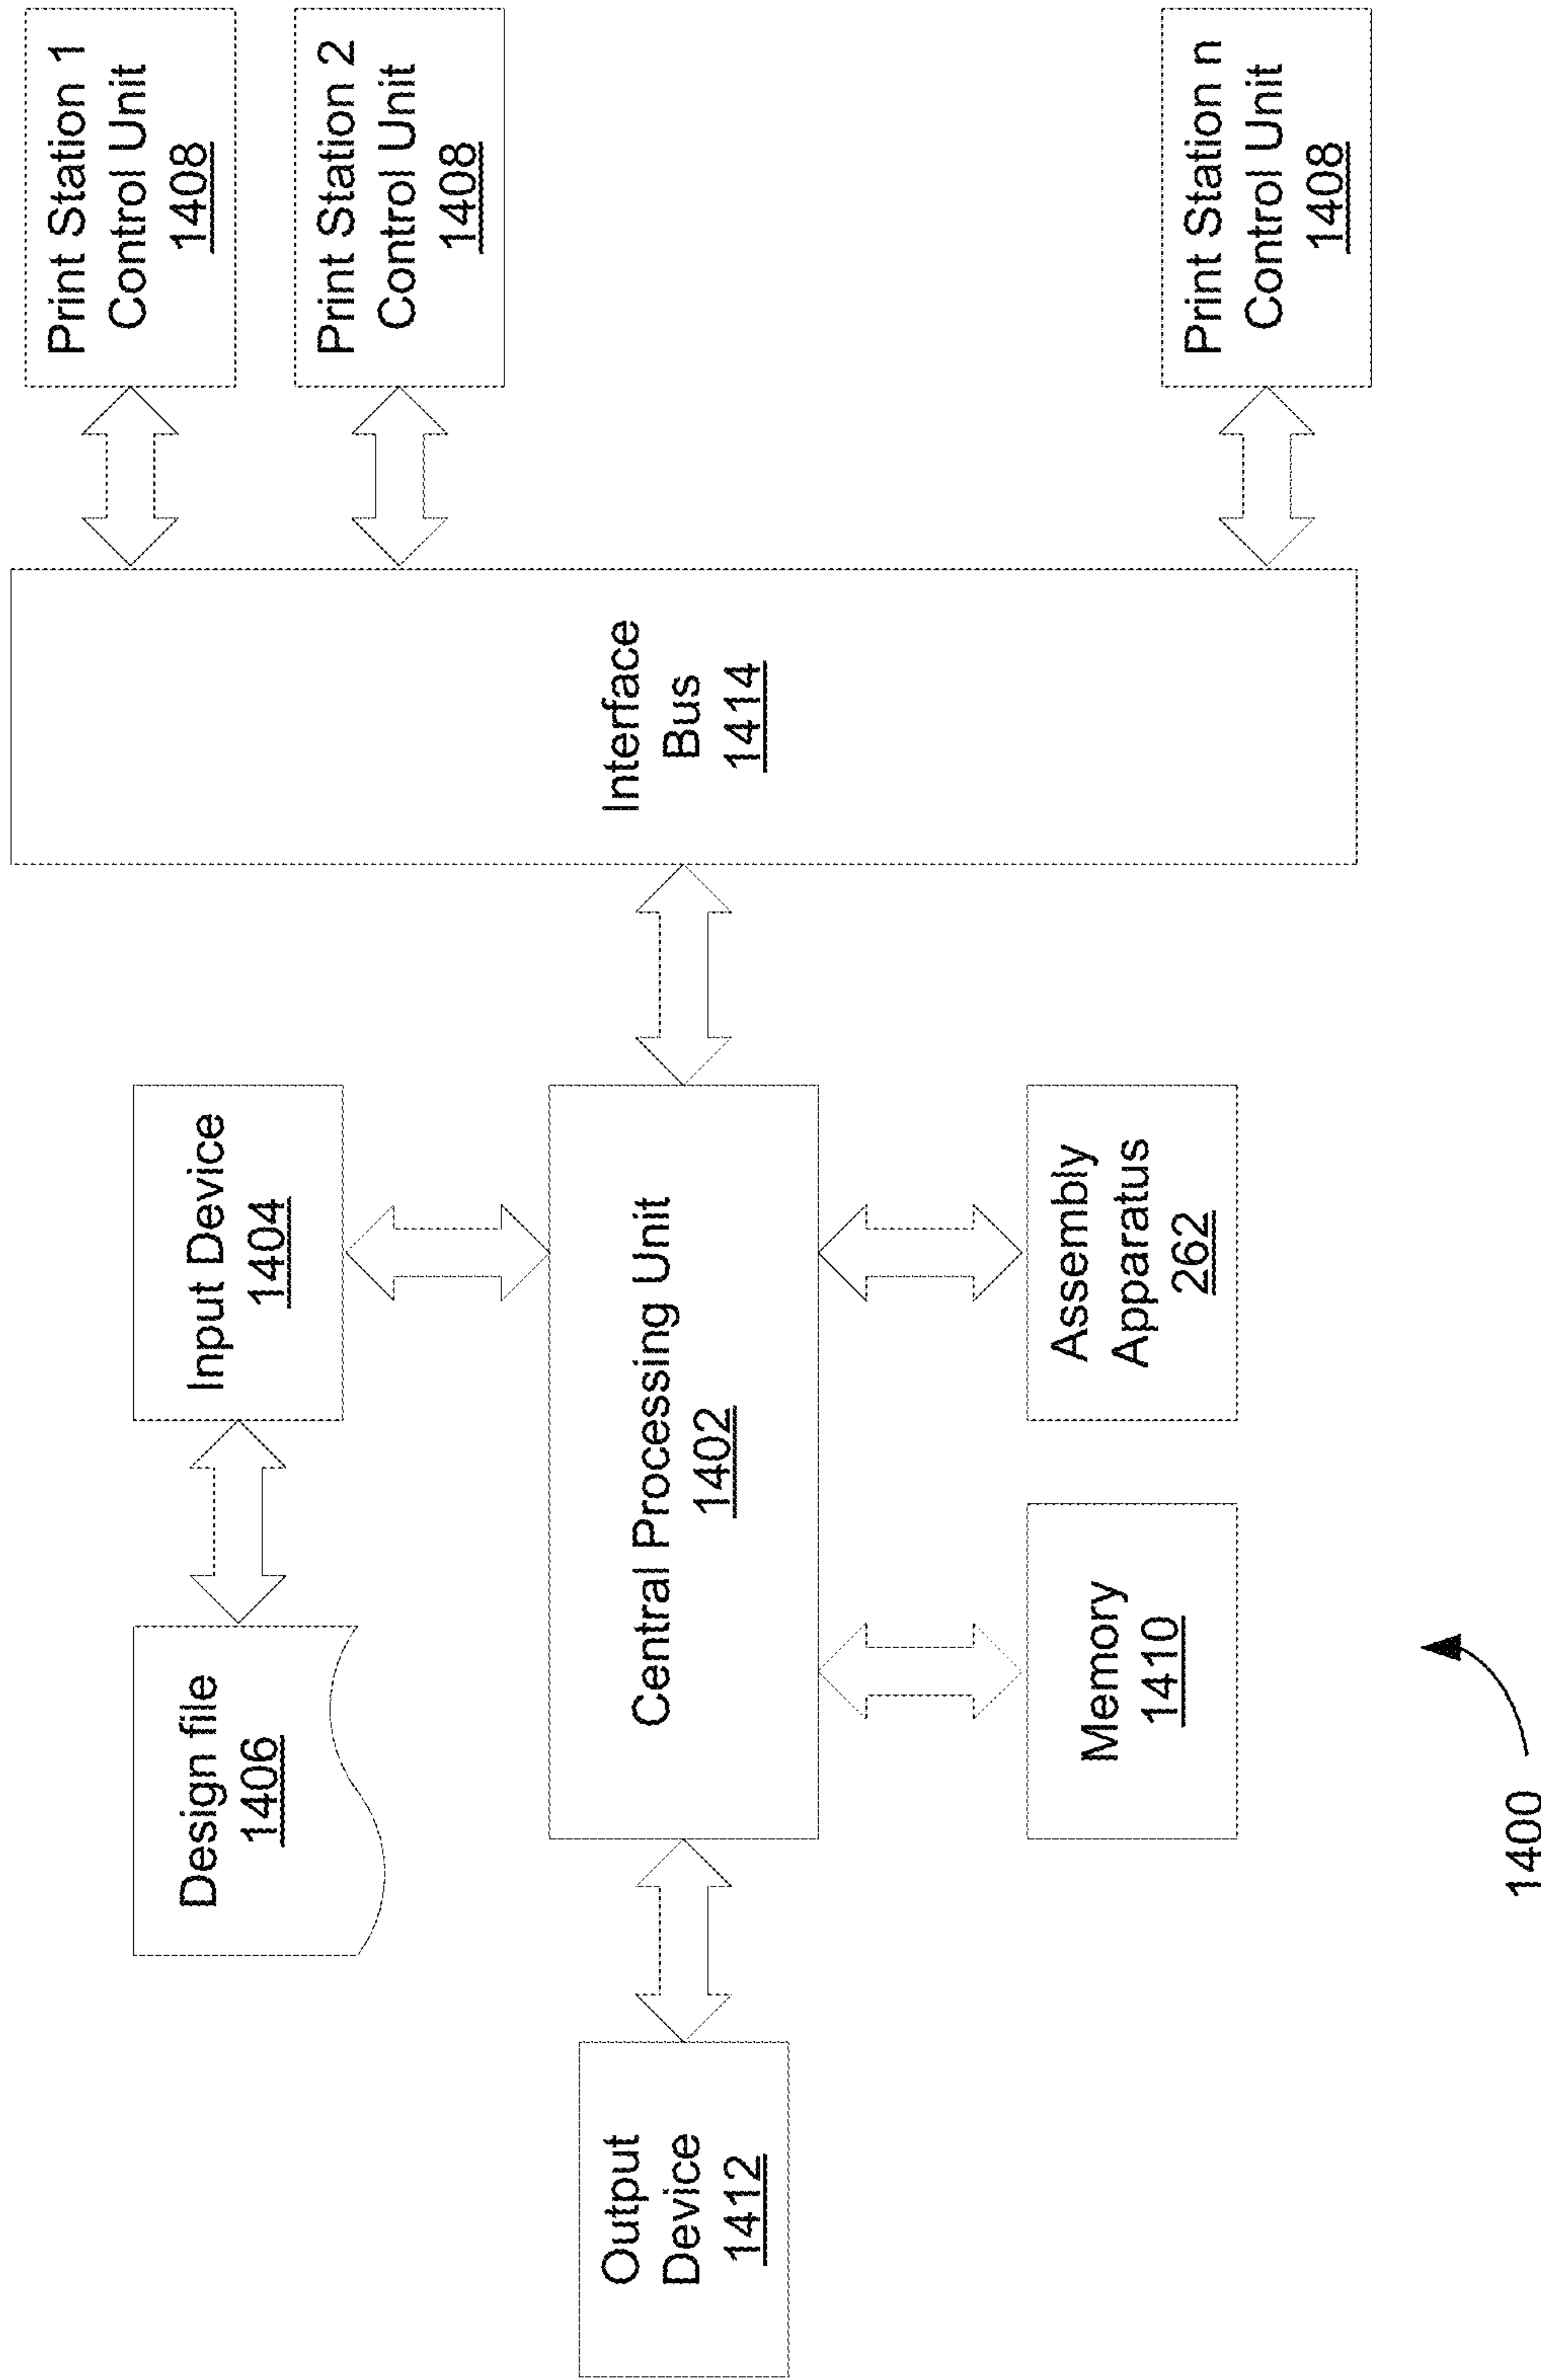 Design file
1406
Input Device
1404
Print Station 1
Control Unit
1408
Print Station 2
Control Unit
1408
Output
Device
1412
Central Processing Unit
1402
Interface
Bus
1414
Memory
1410
Assembly
Apparatus
262
Print Station n
Control Unit
1408
1400